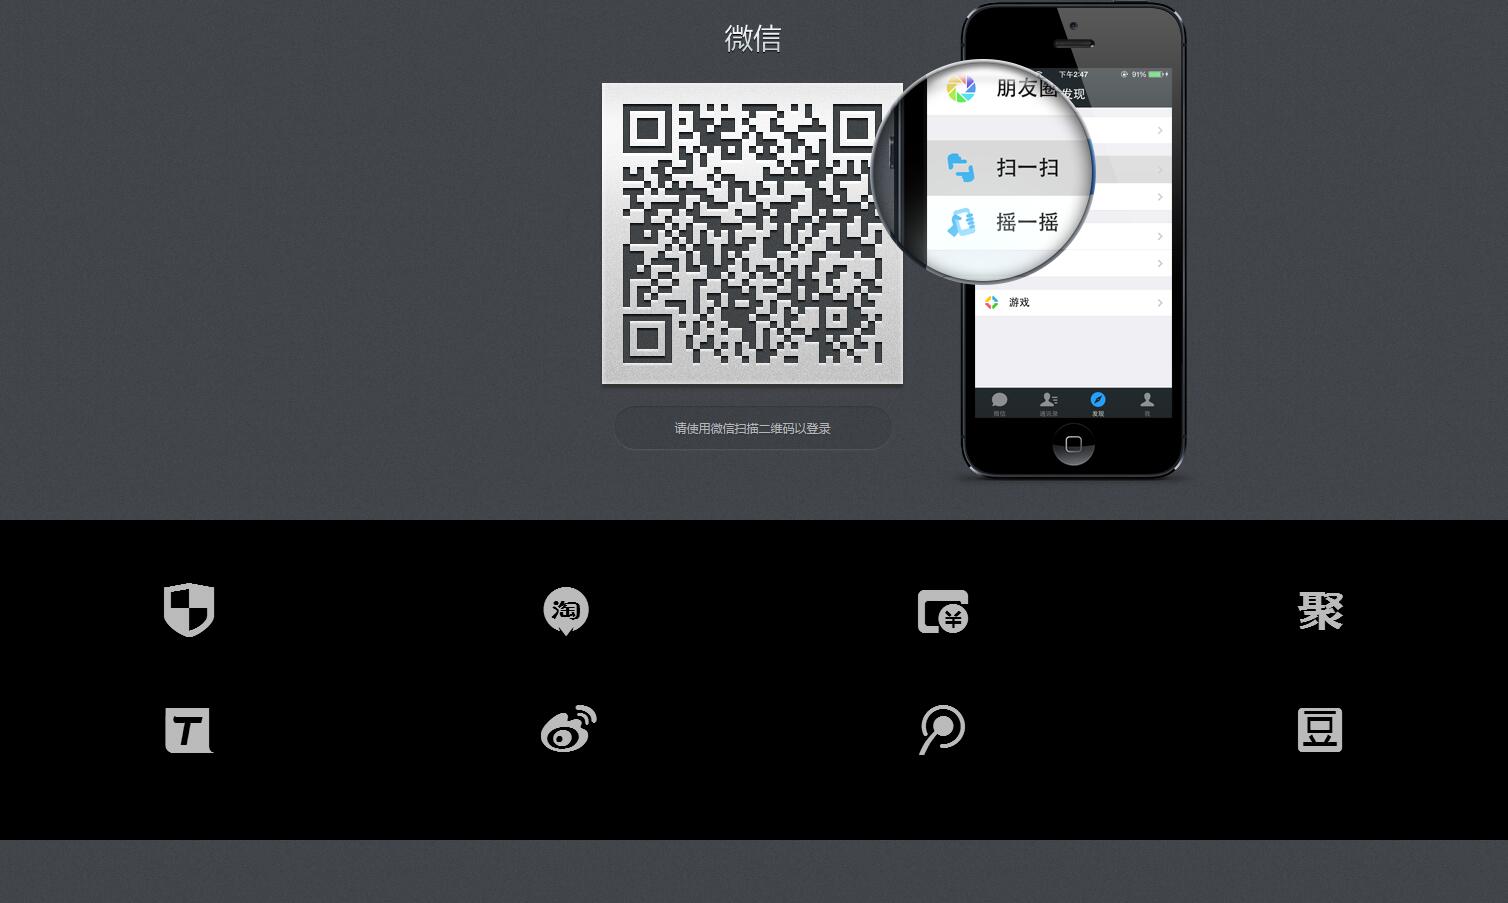 微信
下午2:47
91%
发现
朋友圈
扫一扫
摇一摇
游戏
微信
通讯录
发现
我
请使用微信扫描二维码以登录
淘
¥
聚
T
豆